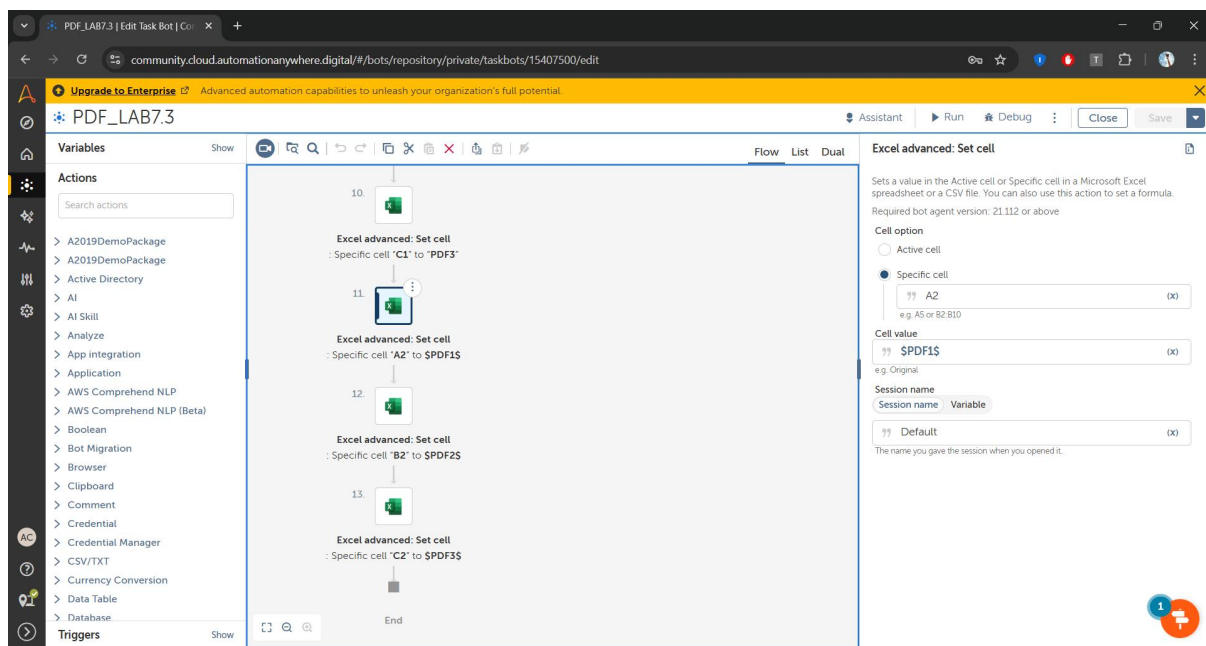 PDF_LAB7.3 | Edit Task Bot | Co
community.cloud.automationanywhere.digital/#/bots/repository/private/taskbots/15407500/edit
Upgrade to Enterprise Advanced automation capabilities to unleash your organization's full potential.
PDF_LAB7.3
Assistant Run Debug Close Save
Variables Show
Flow List Dual
Actions
Search actions
A2019DemoPackage
A2019DemoPackage
Active Directory
AI
AI Skill
Analyze
App integration
Application
AWS Comprehend NLP
AWS Comprehend NLP (Beta)
Boolean
Bot Migration
Browser
Clipboard
Comment
Credential
Credential Manager
CSV/TXT
Currency Conversion
Data Table
Database
Triggers Show
AC
10.
Excel advanced: Set cell
: Specific cell "C1" to "PDF3"
11.
Excel advanced: Set cell
: Specific cell "A2" to $PDF1$
12.
Excel advanced: Set cell
: Specific cell "B2" to $PDF2$
13.
Excel advanced: Set cell
: Specific cell "C2" to $PDF3$
End
Excel advanced: Set cell
Sets a value in the Active cell or Specific cell in a Microsoft Excel
spreadsheet or a CSV file. You can also use this action to set a formula.
Required bot agent version: 21.112 or above
Cell option
Active cell
Specific cell
A2 (x)
e.g. A5 or B2:B10
Cell value
$PDF1$ (x)
e.g. Original
Session name
Session name Variable
Default (x)
The name you gave the session when you opened it.
1